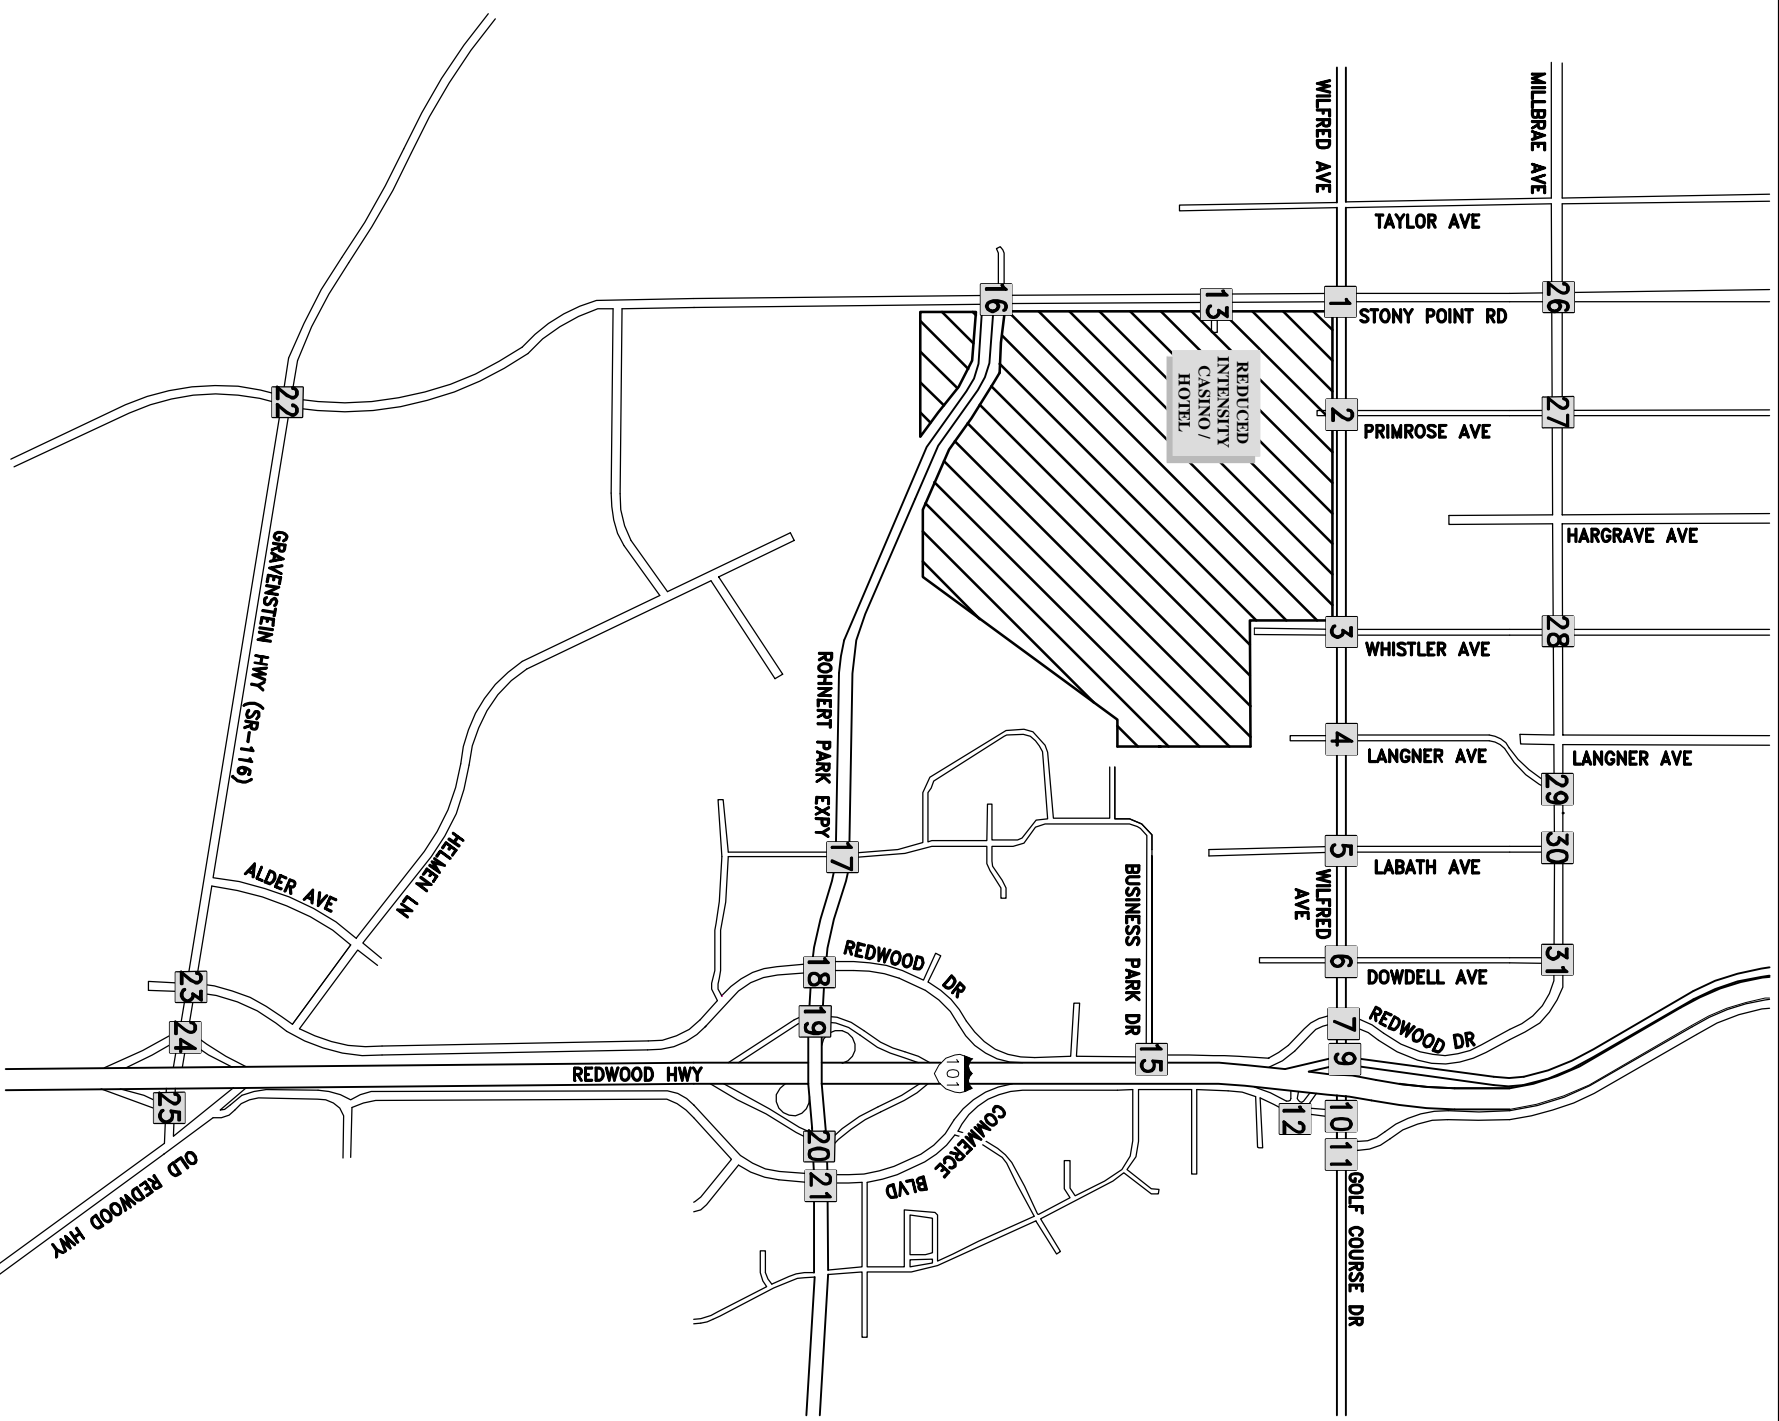 WILFRED AVE
MILLBRAE AVE
TAYLOR AVE
16
13
1
STONY POINT RD
26
22
REDUCED
INTENSITY
CASINO /
HOTEL
2
PRIMROSE AVE
27
HARGRAVE AVE
GRAVENSTEIN HWY (SR-116)
3
WHISTLER AVE
28
ROHNERT PARK EXPY
4
LANGNER AVE
LANGNER AVE
29
17
5
LABATH AVE
30
HELMEN LN
ALDER AVE
BUSINESS PARK DR
WILFRED
AVE
REDWOOD DR
18
6
DOWDELL AVE
31
23
19
7
REDWOOD DR
24
REDWOOD HWY
101
15
9
25
COMMERCE BLVD
12
10
20
11
21
OLD REDWOOD HWY
GOLF COURSE DR